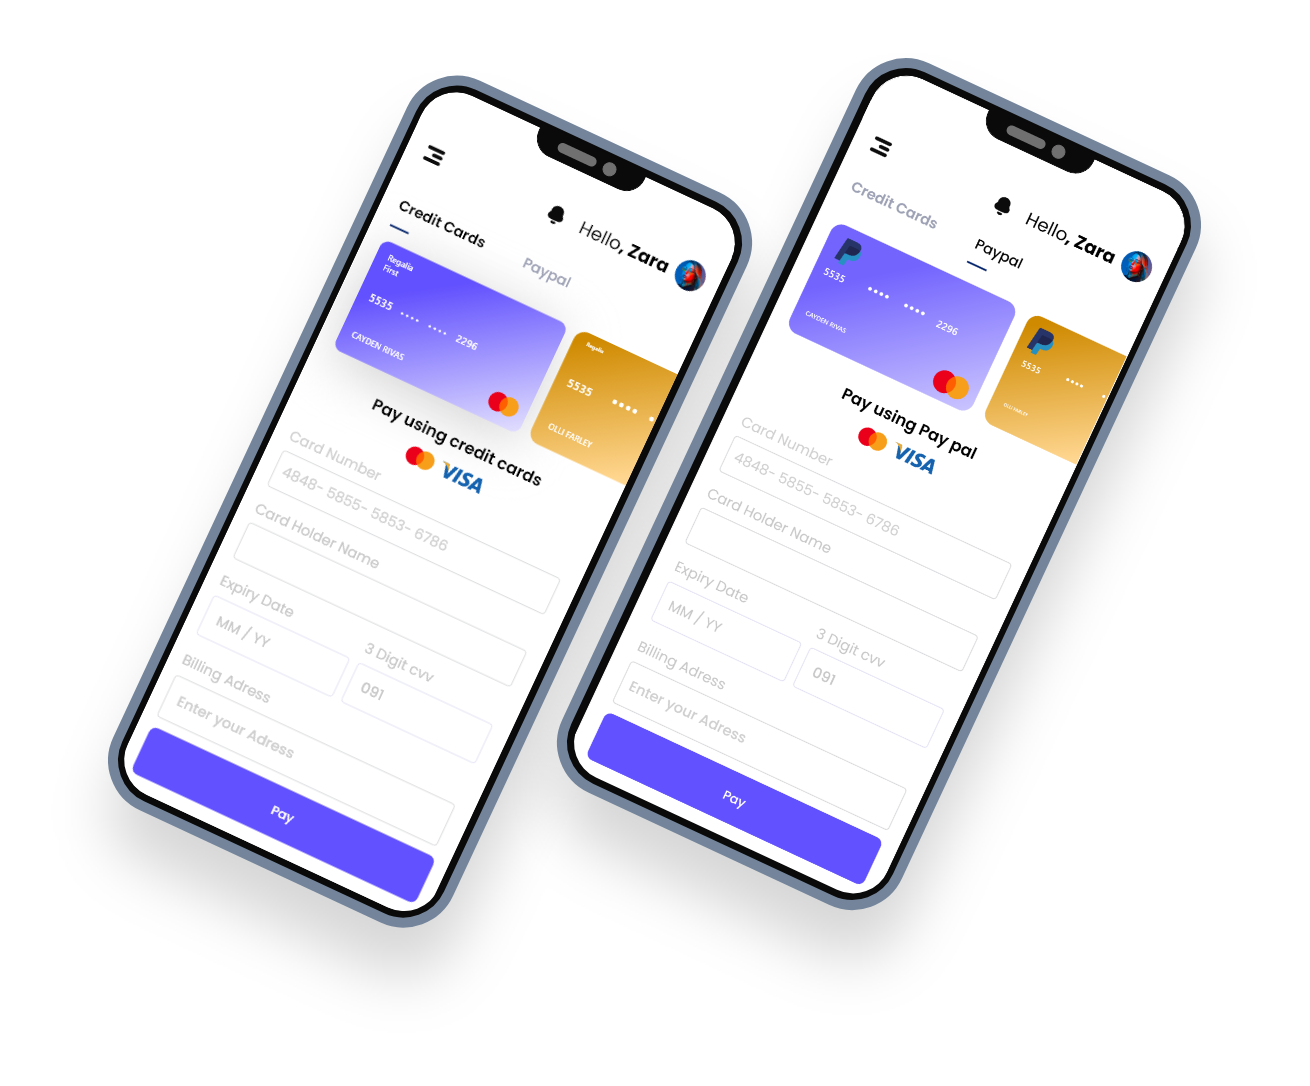 Hello, Zara
Credit Cards
Paypal
Regalia
First
5535 •••• •••• 2296
CAYDEN RIVAS
Regalia
5535 ••••
OLLI FARLEY
Pay using credit cards
VISA
Card Number
4848- 5855- 5853- 6786
Card Holder Name
Expiry Date
3 Digit cvv
MM / YY
091
Billing Adress
Enter your Adress
Pay
Hello, Zara
Credit Cards
Paypal
5535 •••• •••• 2296
CAYDEN RIVAS
5535 ••••
OLLI FARLEY
Pay using Pay pal
VISA
Card Number
4848- 5855- 5853- 6786
Card Holder Name
Expiry Date
3 Digit cvv
MM / YY
091
Billing Adress
Enter your Adress
Pay